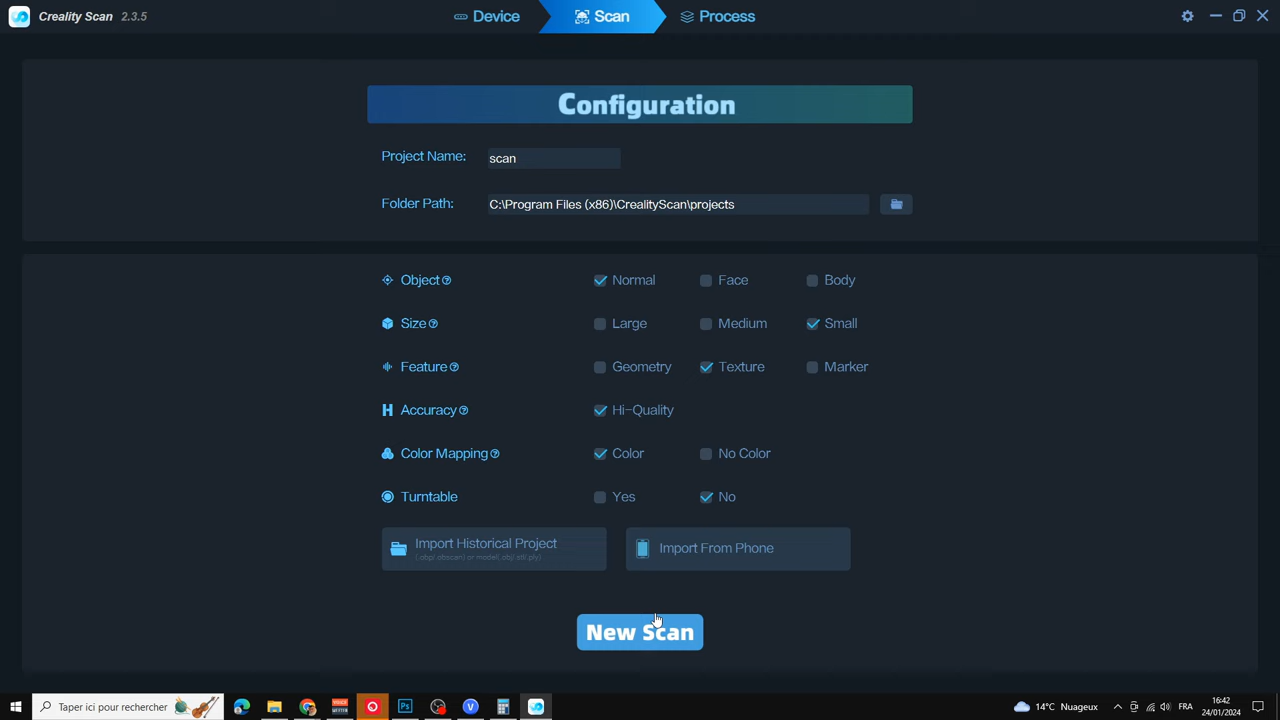 Creality Scan 2.3.5
Device
Scan
Process
Configuration
Project Name: scan
Folder Path: C:\Program Files (x86)\CrealityScan\projects
Object Normal Face Body
Size Large Medium Small
Feature Geometry Texture Marker
Accuracy Hi-Quality
Color Mapping Color No Color
Turntable Yes No
Import Historical Project
Import From Phone
New Scan
Taper ici pour rechercher
14°C Nuageux
FRA
16:42
24/01/2024